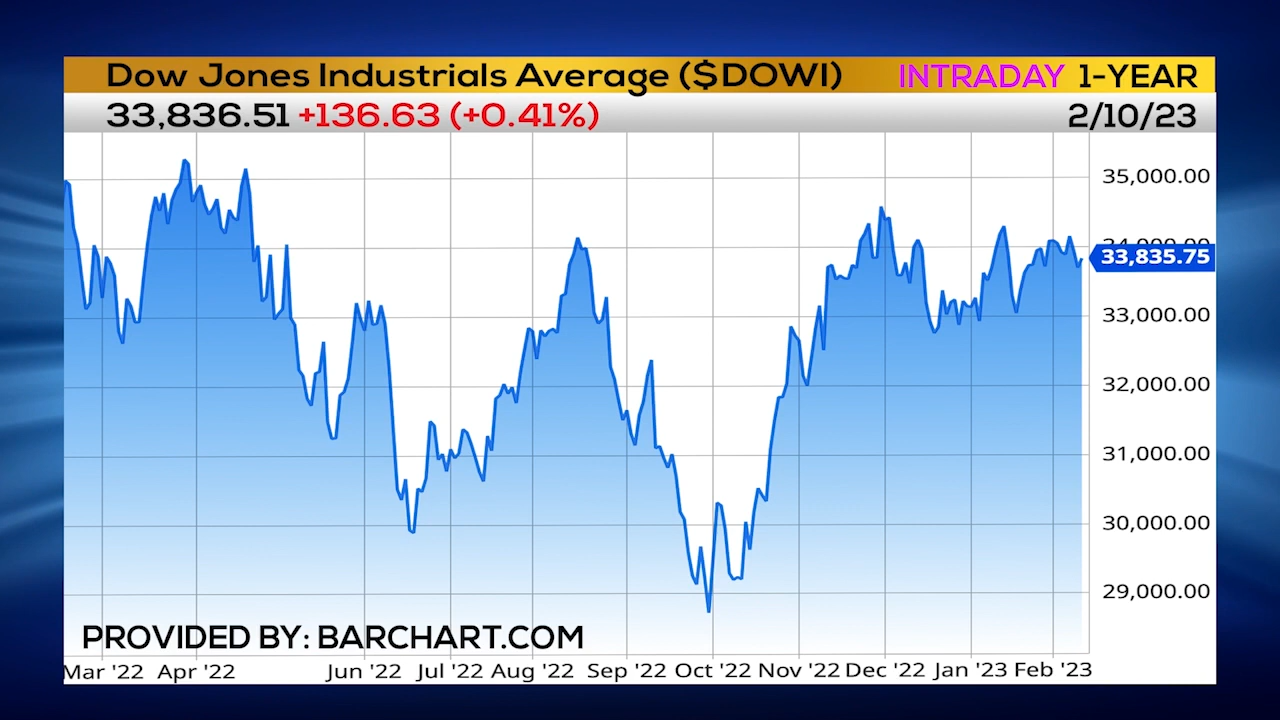 Dow Jones Industrials Average ($DOWI) INTRADAY 1-YEAR
33,836.51 +136.63 (+0.41%) 2/10/23
35,000.00
34,000.00
33,835.75
33,000.00
32,000.00
31,000.00
30,000.00
29,000.00
PROVIDED BY: BARCHART.COM
Mar '22 Apr '22 Jun '22 Jul '22 Aug '22 Sep '22 Oct '22 Nov '22 Dec '22 Jan '23 Feb '23